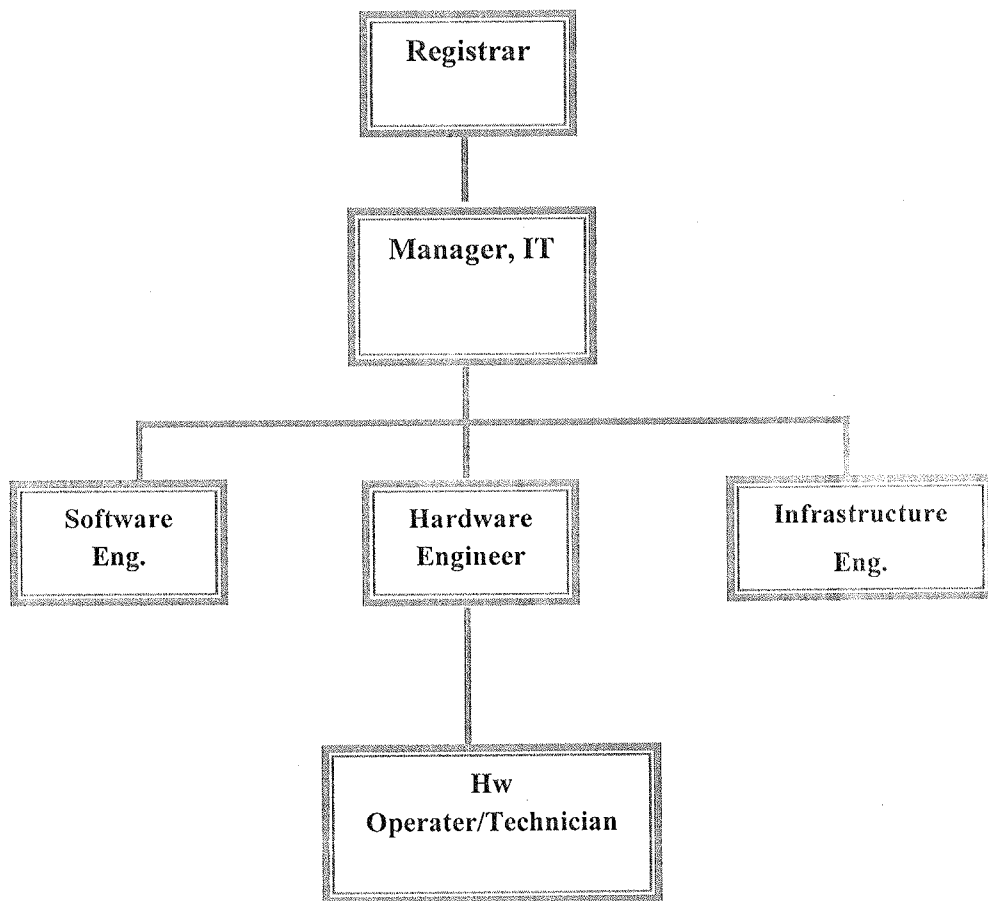 Registrar
Manager, IT
Software
Eng.
Hardware
Engineer
Infrastructure
Eng.
Hw
Operater/Technician